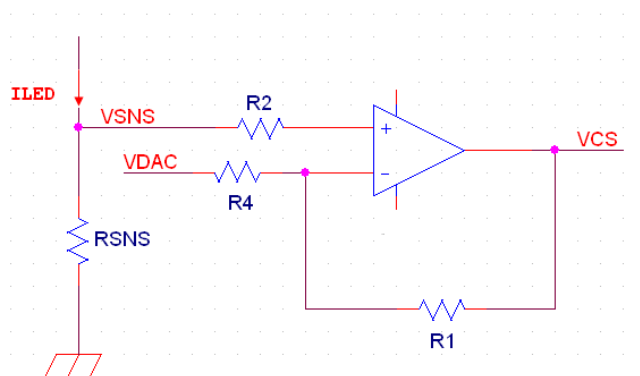 ILED
VSNS
R2
VDAC
R4
+
-
VCS
RSNS
R1